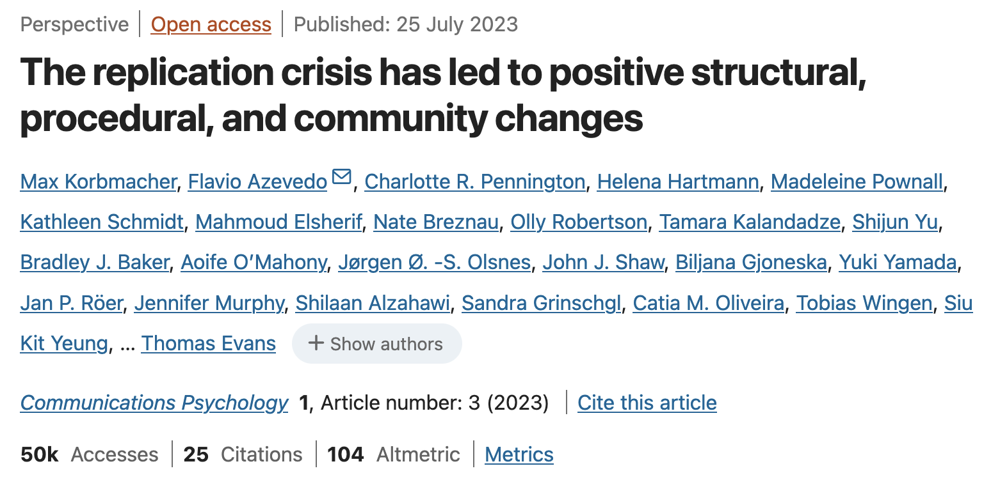 Perspective | Open access | Published: 25 July 2023
The replication crisis has led to positive structural,
procedural, and community changes
Max Korbmacher, Flavio Azevedo, Charlotte R. Pennington, Helena Hartmann, Madeleine Pownall,
Kathleen Schmidt, Mahmoud Elsherif, Nate Breznau, Olly Robertson, Tamara Kalandadze, Shijun Yu,
Bradley J. Baker, Aoife O’Mahony, Jørgen Ø. -S. Olsnes, John J. Shaw, Biljana Gjoneska, Yuki Yamada,
Jan P. Röer, Jennifer Murphy, Shilaan Alzahawi, Sandra Grinschgl, Catia M. Oliveira, Tobias Wingen, Siu
Kit Yeung, ... Thomas Evans + Show authors
Communications Psychology 1, Article number: 3 (2023) | Cite this article
50k Accesses | 25 Citations | 104 Altmetric | Metrics